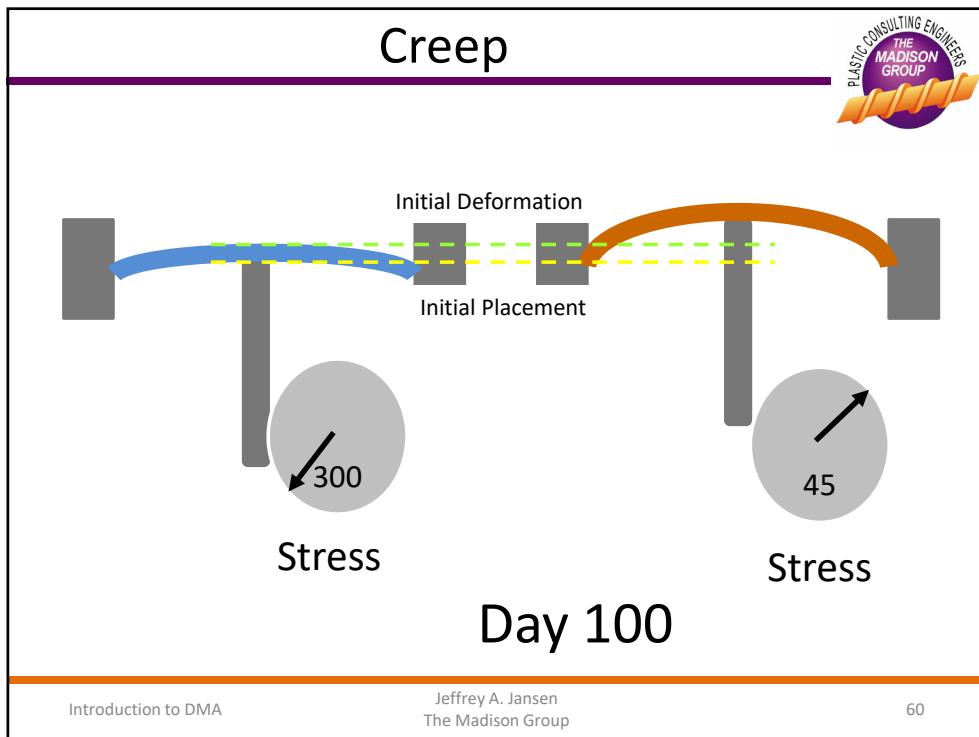 Creep
PLASTIC CONSULTING ENGINEERS
THE
MADISON
GROUP
Initial Deformation
Initial Placement
300
45
Stress
Stress
Day 100
Introduction to DMA
Jeffrey A. Jansen
The Madison Group
60